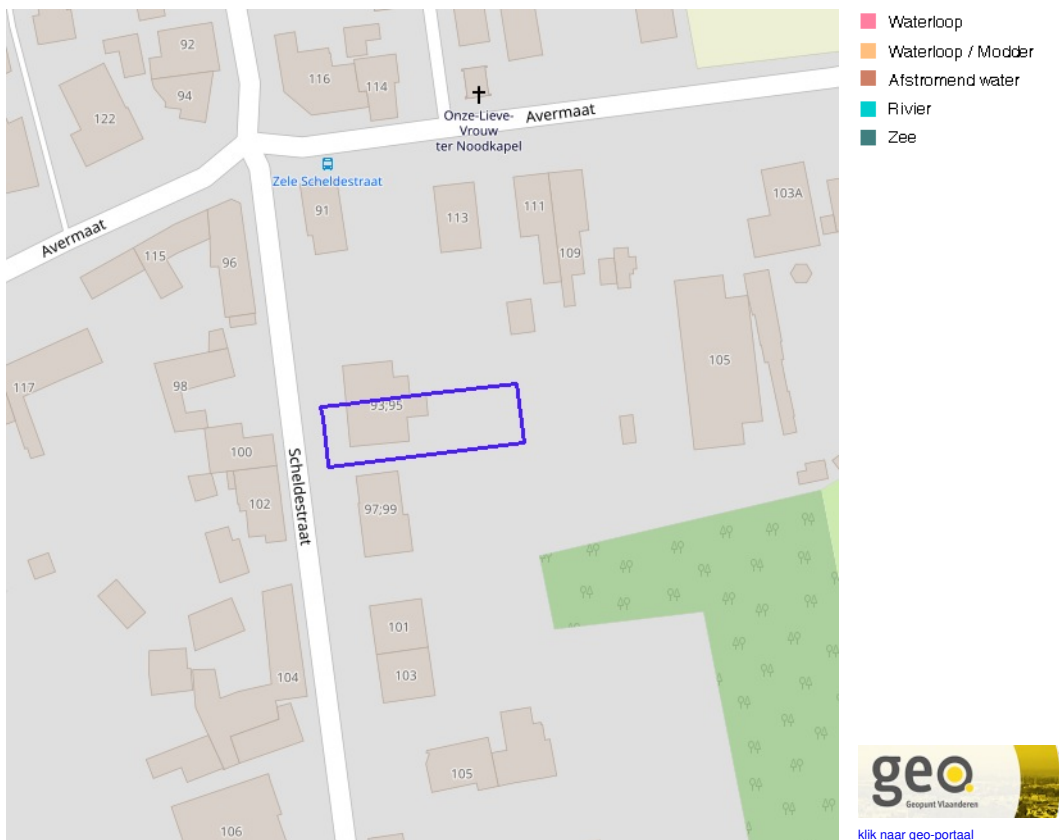 92
94
116
114
122
Onze-Lieve-
Vrouw
ter Noodkapel
Avermaat
Zele Scheldestraat
91
113
111
109
103A
Avermaat
115
96
105
117
98
93;95
100
102
Scheldestraat
97;99
101
103
104
105
106
Waterloop
Waterloop / Modder
Afstromend water
Rivier
Zee
geo.
Geopunt Vlaanderen
klik naar geo-portaal